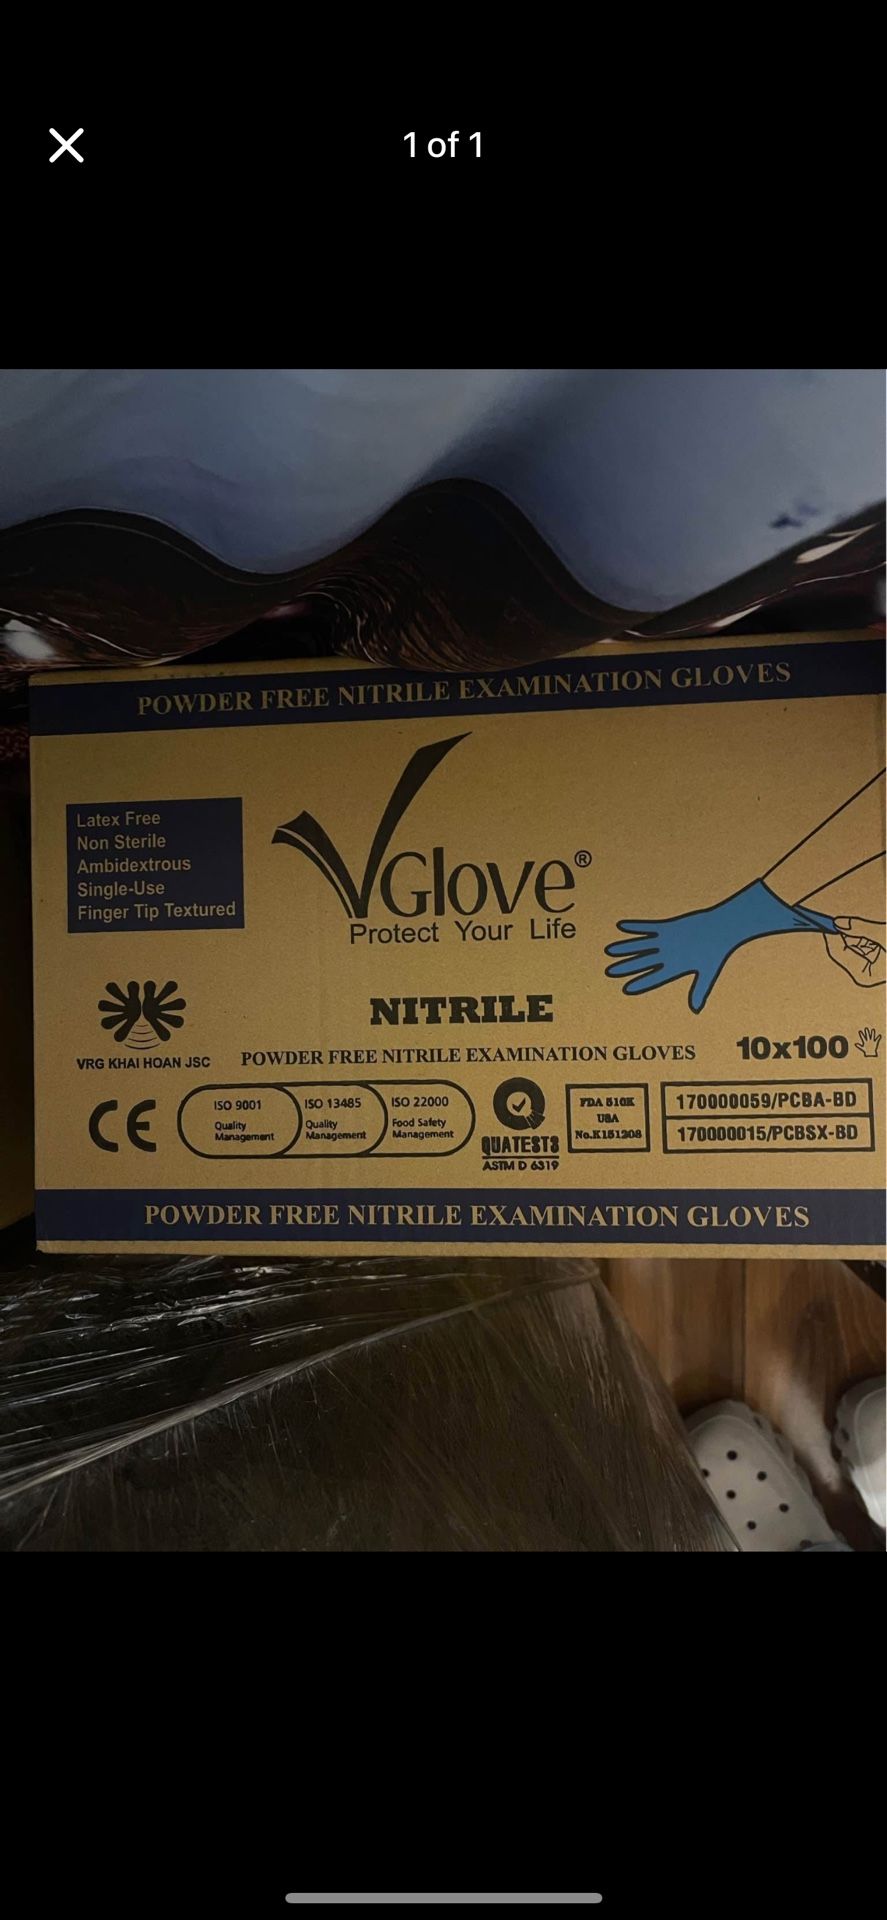 1 of 1
POWDER FREE NITRILE EXAMINATION GLOVES
Latex Free
Non Sterile
Ambidextrous
Single-Use
Finger Tip Textured
VGlove®
Protect Your Life
VRG KHAI HOAN JSC
NITRILE
POWDER FREE NITRILE EXAMINATION GLOVES
10x100
CE
ISO 9001
Quality
Management
ISO 13485
Quality
Management
ISO 22000
Food Safety
Management
QUATEST3
ASTM D 6319
FDA 510K
USA
No.K151208
170000059/PCBA-BD
170000015/PCBSX-BD
POWDER FREE NITRILE EXAMINATION GLOVES